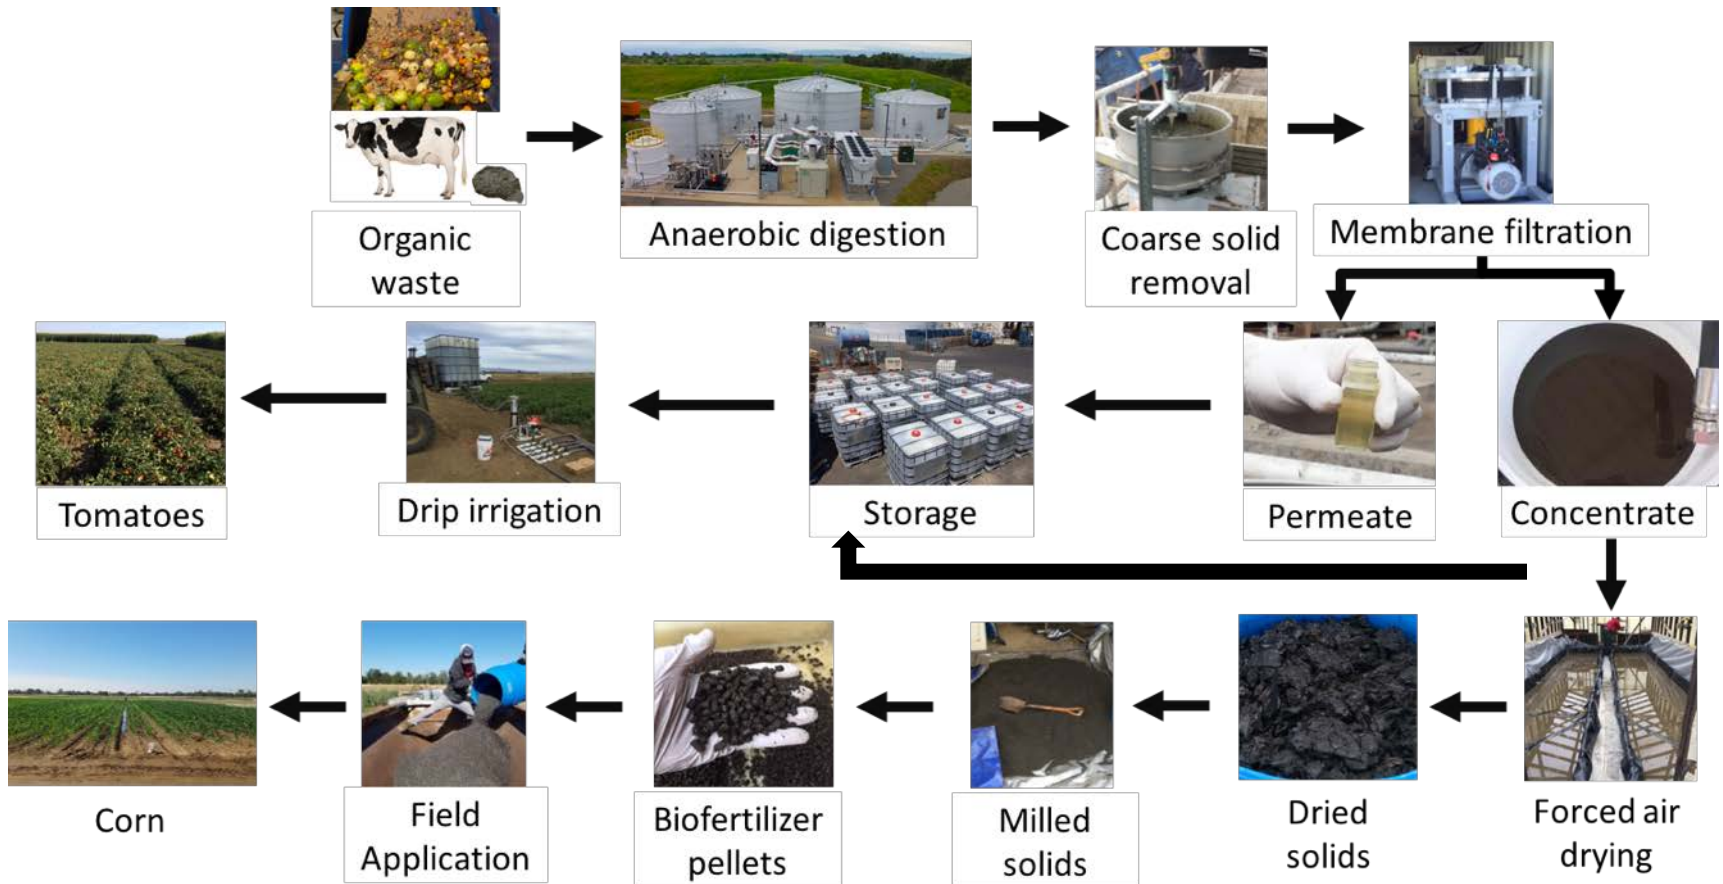 Organic
waste
Anaerobic digestion
Coarse solid
removal
Membrane filtration
Tomatoes
Drip irrigation
Storage
Permeate
Concentrate
Corn
Field
Application
Biofertilizer
pellets
Milled
solids
Dried
solids
Forced air
drying